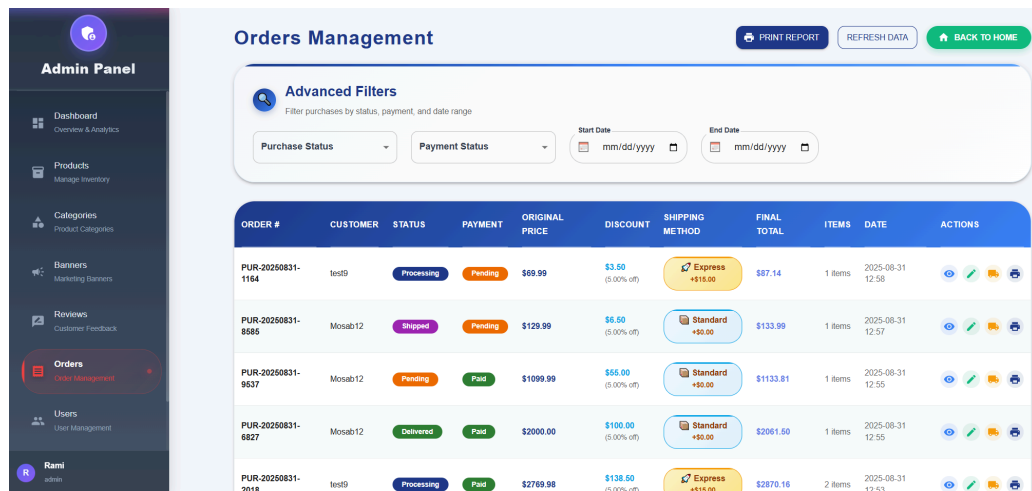 Admin Panel
Dashboard
Overview & Analytics
Products
Manage Inventory
Categories
Product Categories
Banners
Marketing Banners
Reviews
Customer Feedback
Orders
Order Management
Users
User Management
R
Rami
admin
Orders Management
PRINT REPORT
REFRESH DATA
BACK TO HOME
Advanced Filters
Filter purchases by status, payment, and date range
Purchase Status
Payment Status
Start Date
mm/dd/yyyy
End Date
mm/dd/yyyy
ORDER # CUSTOMER STATUS PAYMENT ORIGINAL PRICE DISCOUNT SHIPPING METHOD FINAL TOTAL ITEMS DATE ACTIONS
PUR-20250831-1164 test9 Processing Pending $69.99 $3.50 (5.00% off) Express +$15.00 $87.14 1 items 2025-08-31 12:58
PUR-20250831-8585 Mosab12 Shipped Pending $129.99 $6.50 (5.00% off) Standard +$0.00 $133.99 1 items 2025-08-31 12:57
PUR-20250831-9537 Mosab12 Pending Paid $1099.99 $55.00 (5.00% off) Standard +$0.00 $1133.81 1 items 2025-08-31 12:55
PUR-20250831-6827 Mosab12 Delivered Paid $2000.00 $100.00 (5.00% off) Standard +$0.00 $2061.50 1 items 2025-08-31 12:55
PUR-20250831-2018 test9 Processing Paid $2769.98 $138.50 (5.00% off) Express +$15.00 $2870.16 2 items 2025-08-31 12:53